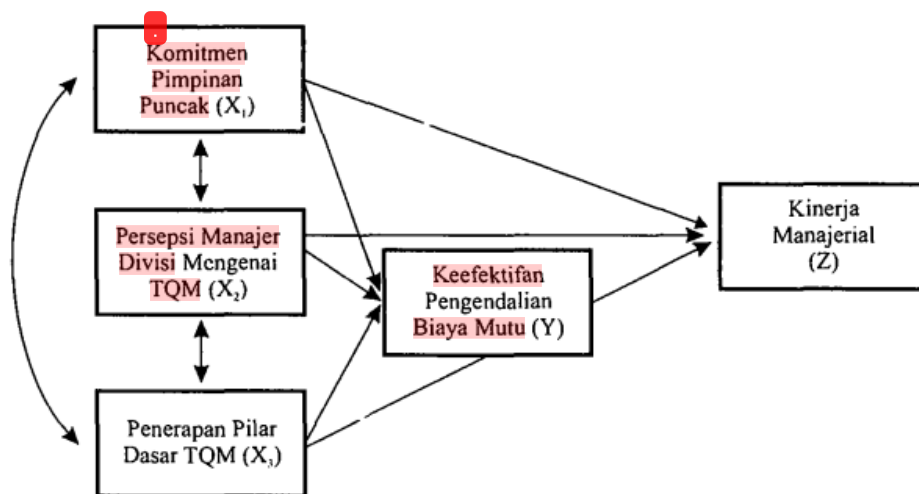 Komitmen
Pimpinan
Puncak (X₁)
Persepsi Manajer
Divisi Mengenai
TQM (X₂)
Penerapan Pilar
Dasar TQM (X₃)
Keefektifan
Pengendalian
Biaya Mutu (Y)
Kinerja
Manajerial
(Z)